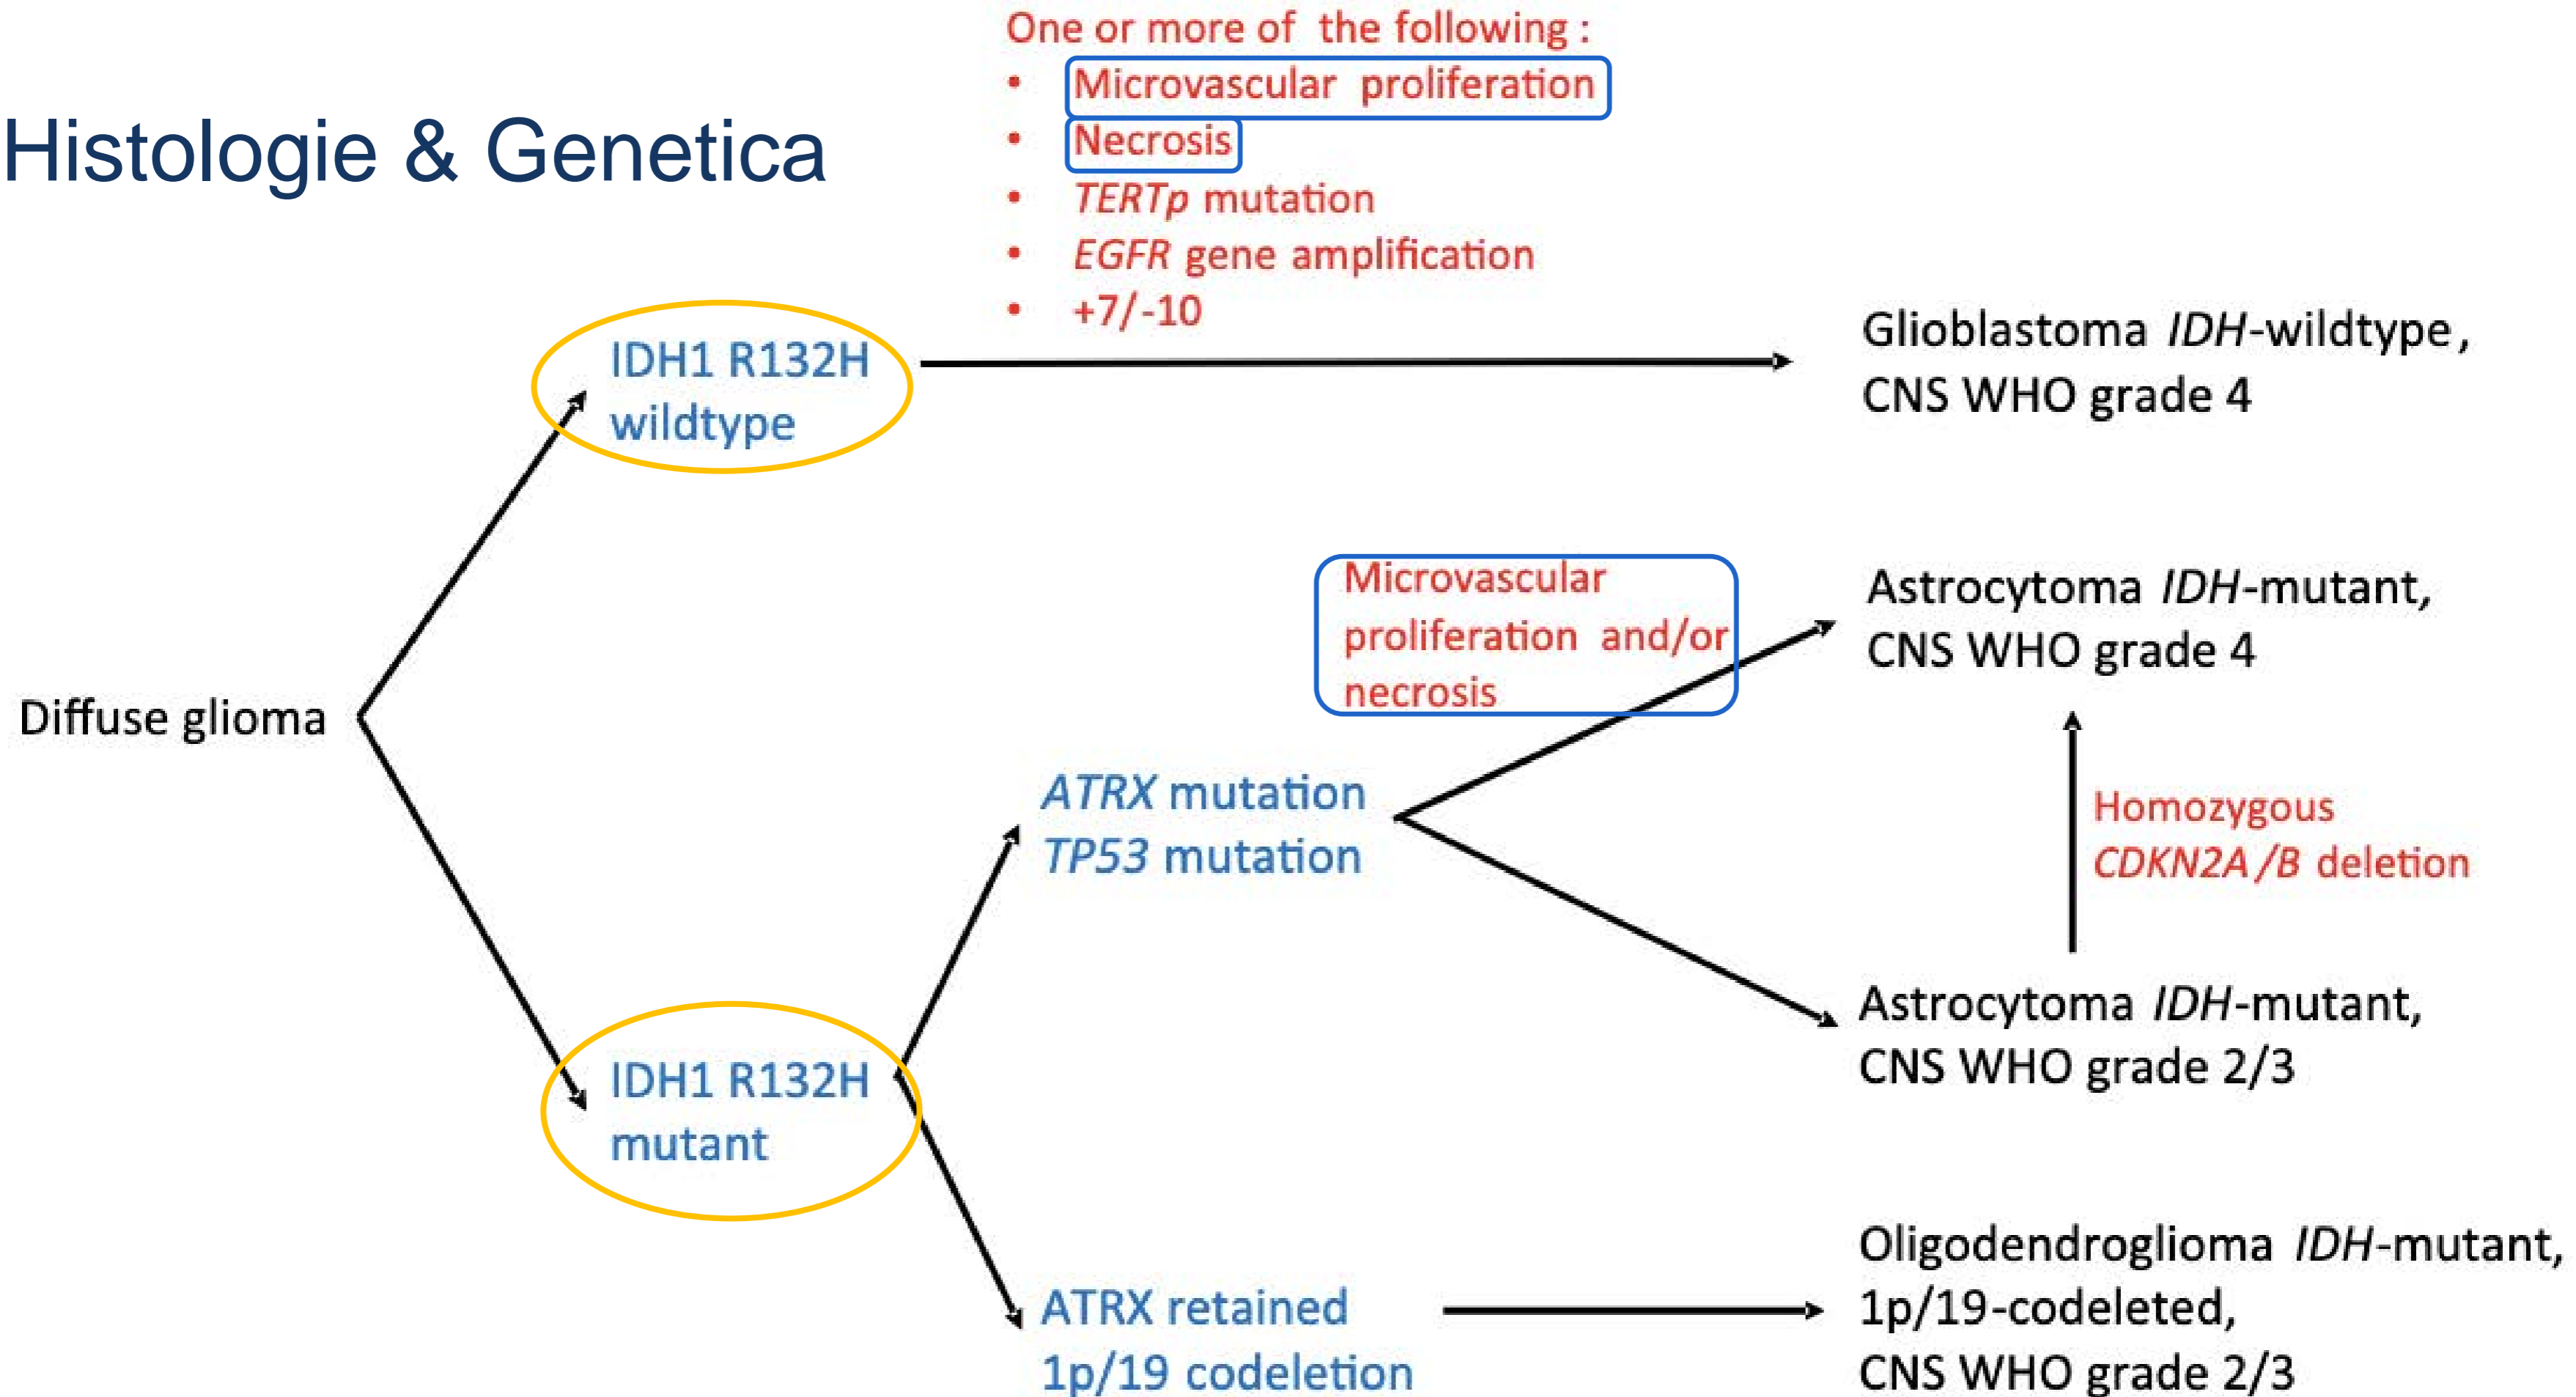 Histologie & Genetica
One or more of the following :
• Microvascular proliferation
• Necrosis
• TERTp mutation
• EGFR gene amplification
• +7/-10
IDH1 R132H
wildtype
Glioblastoma IDH-wildtype,
CNS WHO grade 4
Diffuse glioma
Microvascular
proliferation and/or
necrosis
Astrocytoma IDH-mutant,
CNS WHO grade 4
ATRX mutation
TP53 mutation
Homozygous
CDKN2A/B deletion
IDH1 R132H
mutant
Astrocytoma IDH-mutant,
CNS WHO grade 2/3
ATRX retained
1p/19 codeletion
Oligodendroglioma IDH-mutant,
1p/19-codeleted,
CNS WHO grade 2/3